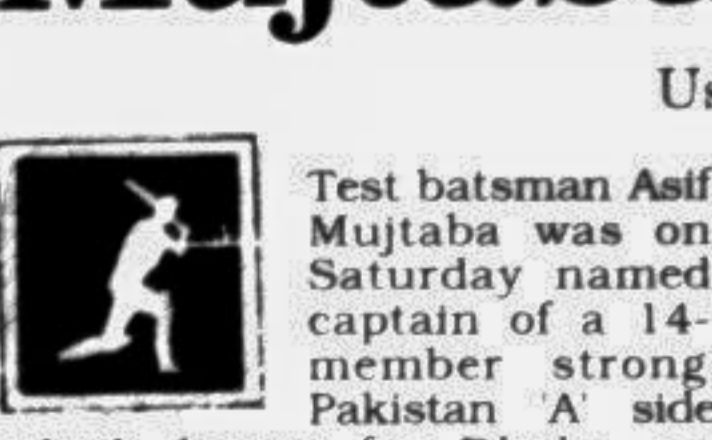 Us
Test batsman Asif
Mujtaba was on
Saturday named
captain of a 14-
member strong
Pakistan 'A' side